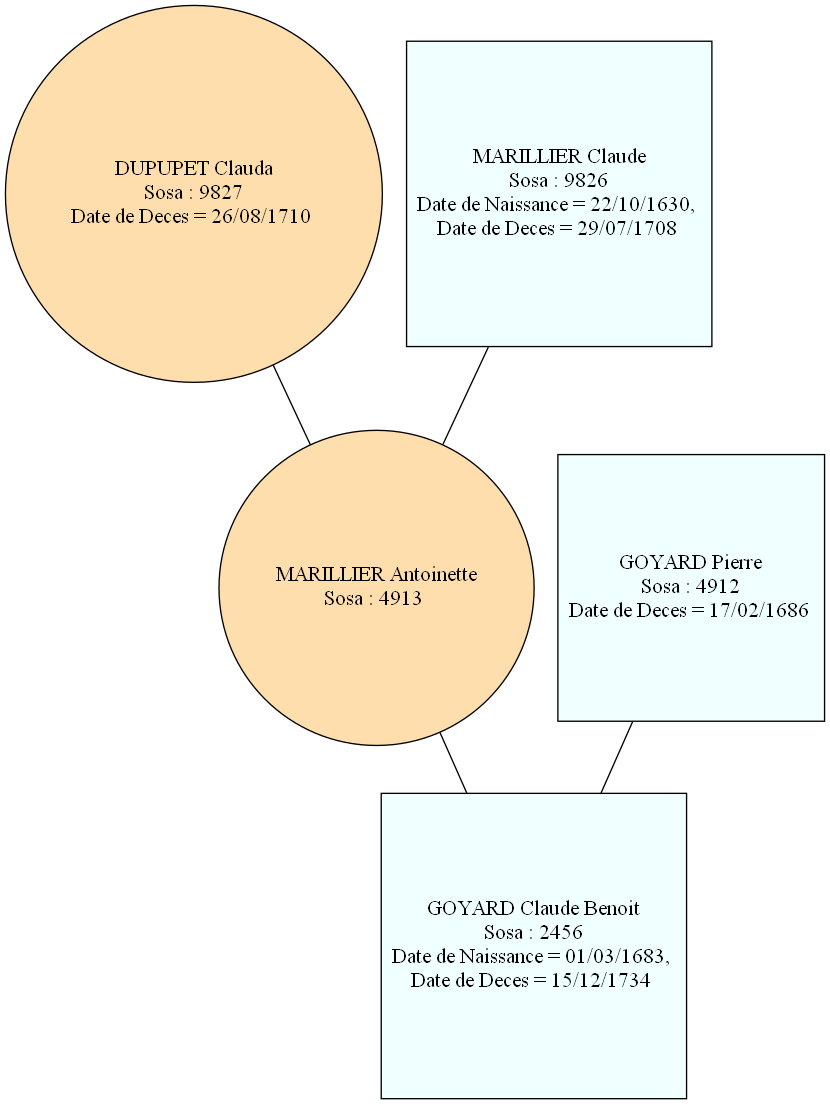 DUPUPET Clauda
Sosa : 9827
Date de Deces = 26/08/1710
MARILLIER Claude
Sosa : 9826
Date de Naissance = 22/10/1630,
Date de Deces = 29/07/1708
MARILLIER Antoinette
Sosa : 4913
GOYARD Pierre
Sosa : 4912
Date de Deces = 17/02/1686
GOYARD Claude Benoit
Sosa : 2456
Date de Naissance = 01/03/1683,
Date de Deces = 15/12/1734